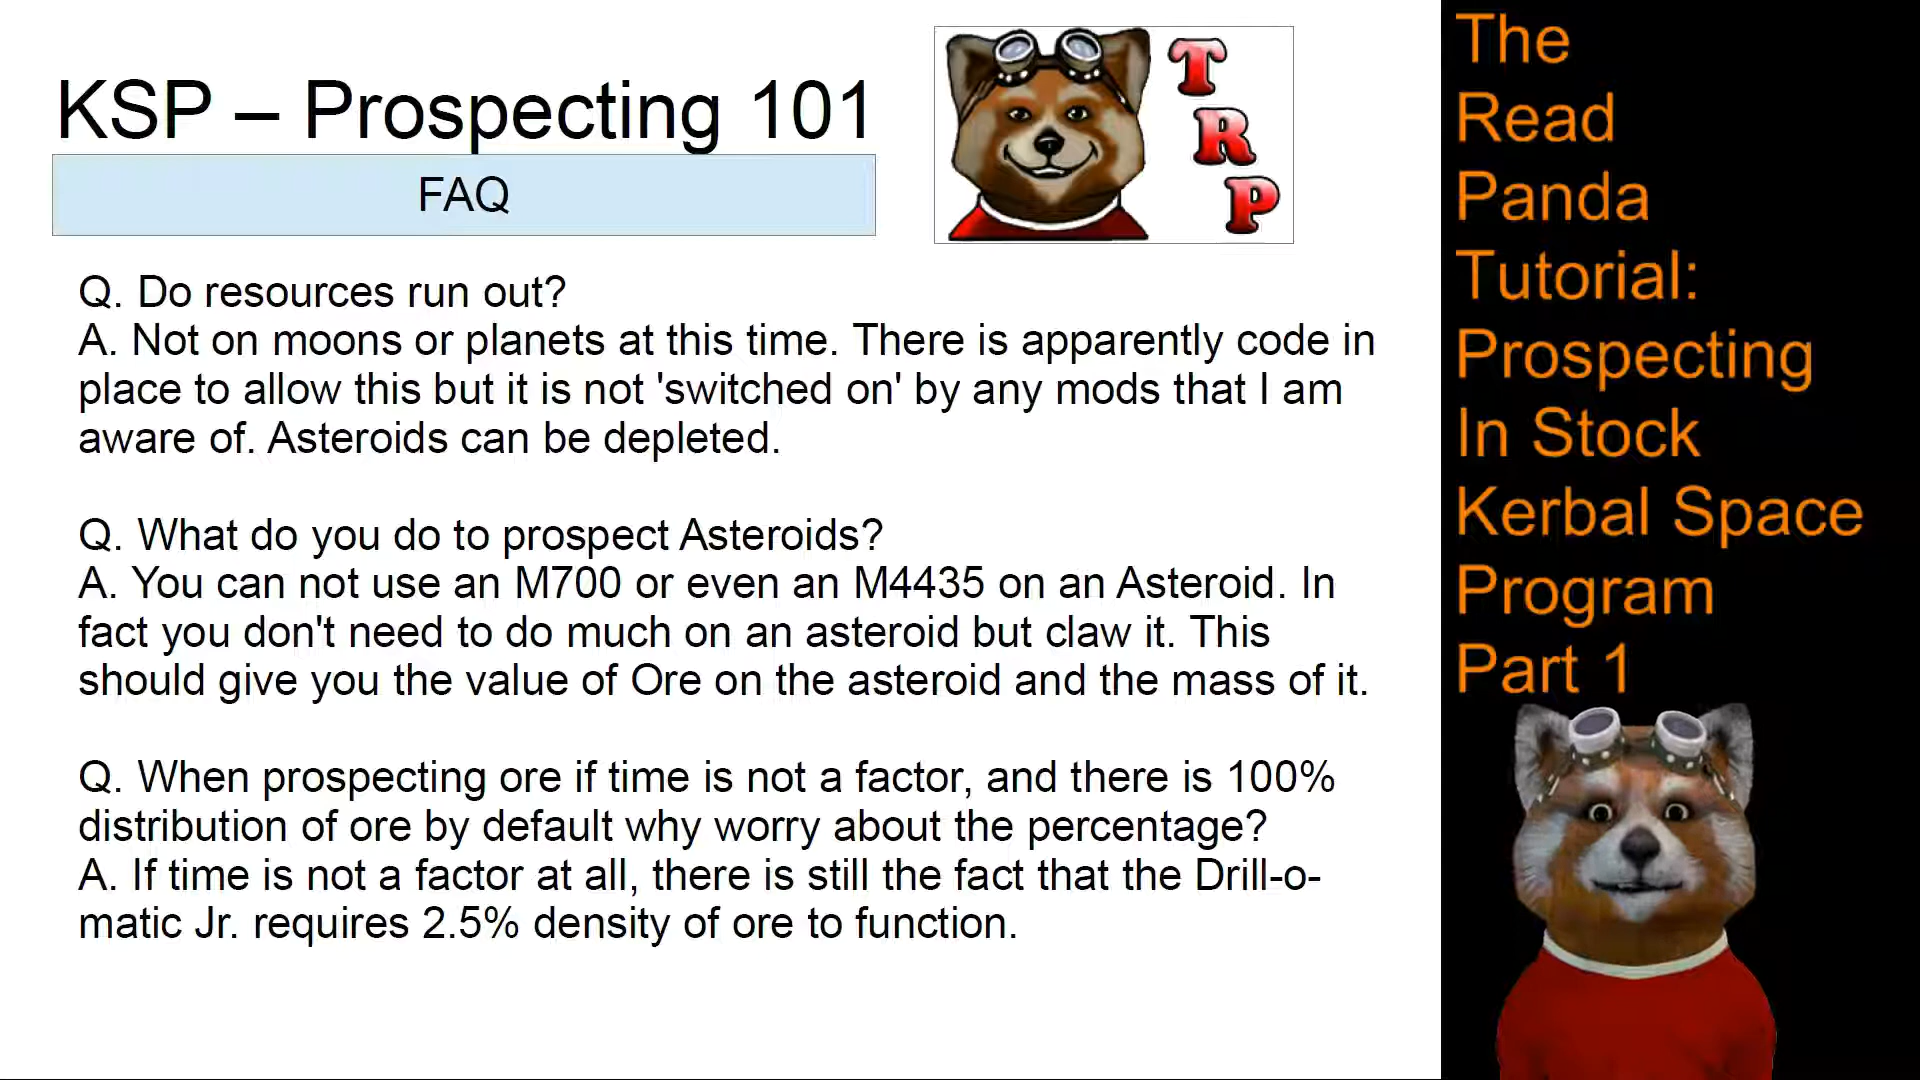 KSP – Prospecting 101
FAQ
T
R
P
Q. Do resources run out?
A. Not on moons or planets at this time. There is apparently code in
place to allow this but it is not 'switched on' by any mods that I am
aware of. Asteroids can be depleted.
Q. What do you do to prospect Asteroids?
A. You can not use an M700 or even an M4435 on an Asteroid. In
fact you don't need to do much on an asteroid but claw it. This
should give you the value of Ore on the asteroid and the mass of it.
Q. When prospecting ore if time is not a factor, and there is 100%
distribution of ore by default why worry about the percentage?
A. If time is not a factor at all, there is still the fact that the Drill-o-
matic Jr. requires 2.5% density of ore to function.
The
Read
Panda
Tutorial:
Prospecting
In Stock
Kerbal Space
Program
Part 1